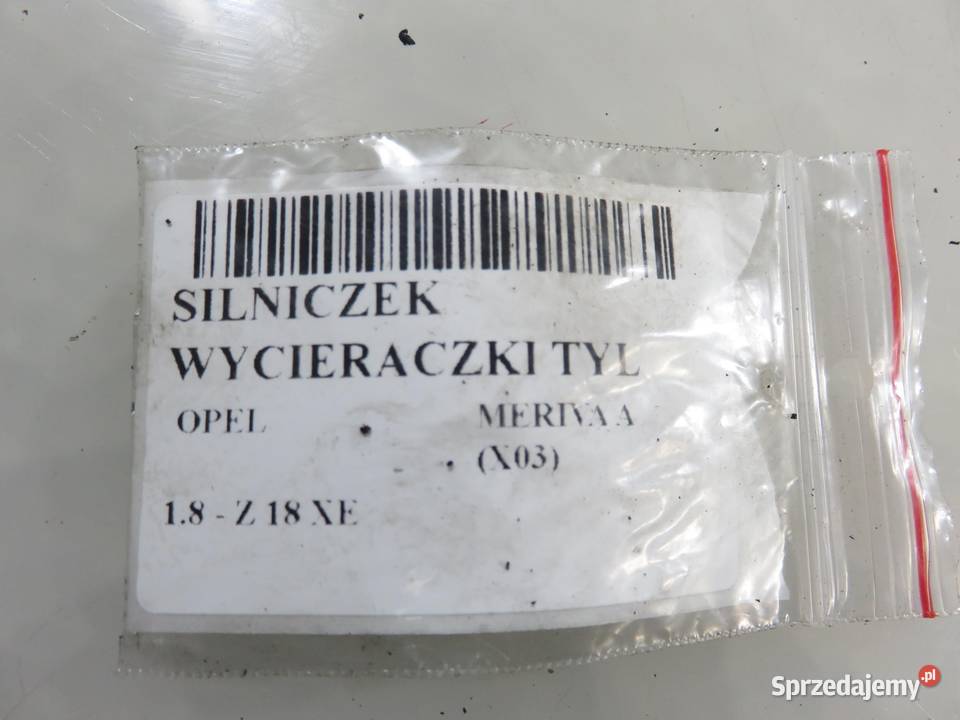 SILNICZEK
WYCIERACZKI TYL
OPEL MERIVA A
(X03)
1.8 - Z 18 XE
Sprzedajemy.pl